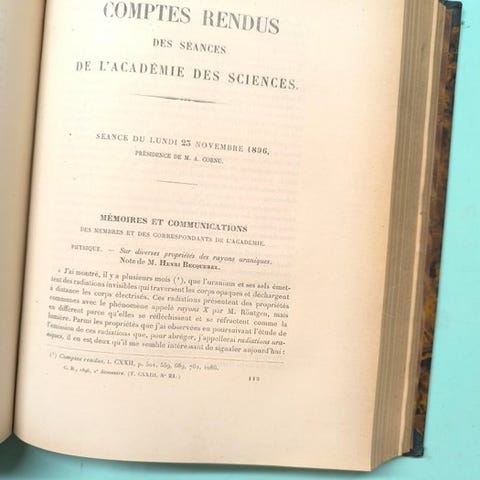 COMPTES RENDUS
DES SÉANCES
DE L'ACADÉMIE DES SCIENCES.
SÉANCE DU LUNDI 23 NOVEMBRE 1896,
PRÉSIDENCE DE M. A. CORNU.
MÉMOIRES ET COMMUNICATIONS
DES MEMBRES ET DES CORRESPONDANTS DE L'ACADÉMIE.
PHYSIQUE. — Sur diverses propriétés des rayons uraniques.
Note de M. HENRI BECQUEREL.
« J'ai montré, il y a plusieurs mois (¹), que l'uranium et ses sels émet-
tent des radiations invisibles qui traversent les corps opaques et déchargent
à distance les corps électrisés. Ces radiations présentent des propriétés
communes avec le phénomène appelé rayons X par M. Röntgen, mais
en diffèrent parce qu'elles se réfléchissent et se réfractent comme la
lumière. Parmi les propriétés que j'ai observées en poursuivant l'étude de
l'émission de ces radiations que, pour abréger, j'appellerai radiations ura-
niques, il en est deux qu'il me semble intéressant de signaler aujourd'hui :
(¹) Comptes rendus, t. CXXII, p. 501, 559, 689, 762, 1086.
C. R., 1896, 2ᵉ Semestre. (T. CXXIII, Nº 21.)
113